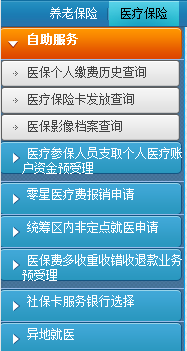 养老保险 医疗保险
自助服务
医保个人缴费历史查询
医疗保险卡发放查询
医保影像档案查询
医疗参保人员支取个人医疗账
户资金预受理
零星医疗费报销申请
统筹区内非定点就医申请
医保费多收重收错收退款业务
预受理
社保卡服务银行选择
异地就医